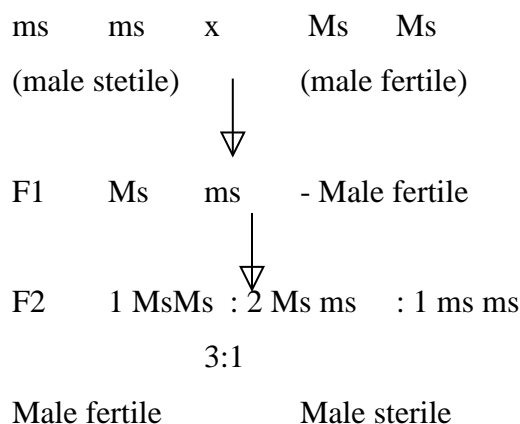 ms ms x Ms Ms
(male stetile) (male fertile)
F1 Ms ms - Male fertile
F2 1 MsMs : 2 Ms ms : 1 ms ms
3:1
Male fertile Male sterile